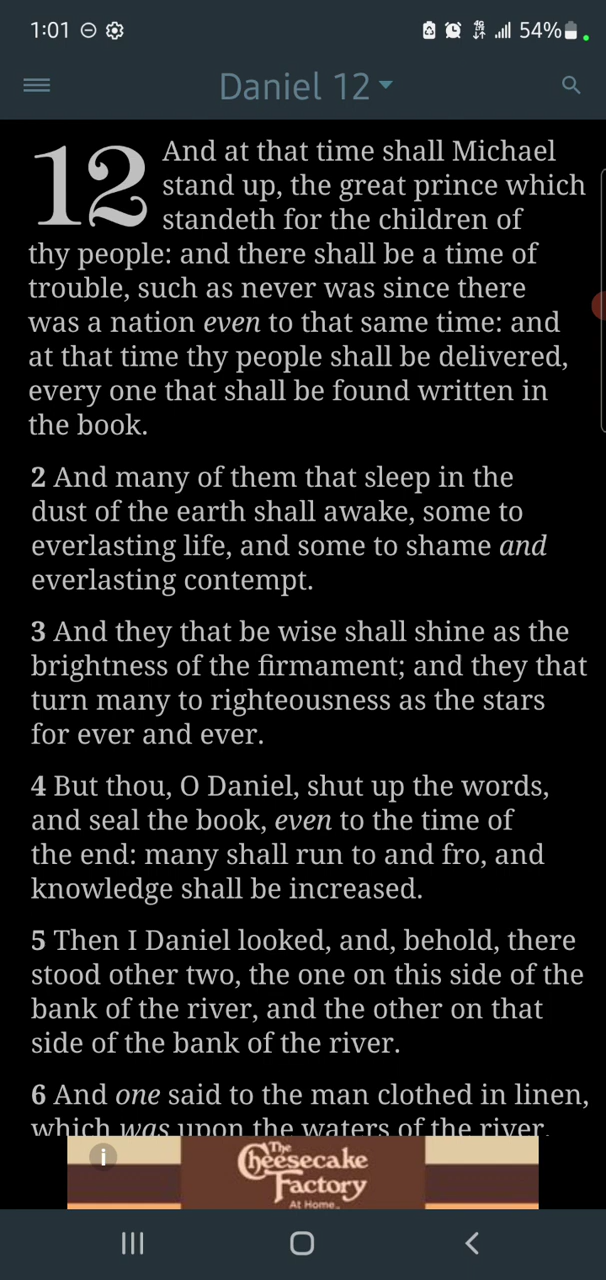 1:01 54%
Daniel 12
12 And at that time shall Michael
stand up, the great prince which
standeth for the children of
thy people: and there shall be a time of
trouble, such as never was since there
was a nation even to that same time: and
at that time thy people shall be delivered,
every one that shall be found written in
the book.
2 And many of them that sleep in the
dust of the earth shall awake, some to
everlasting life, and some to shame and
everlasting contempt.
3 And they that be wise shall shine as the
brightness of the firmament; and they that
turn many to righteousness as the stars
for ever and ever.
4 But thou, O Daniel, shut up the words,
and seal the book, even to the time of
the end: many shall run to and fro, and
knowledge shall be increased.
5 Then I Daniel looked, and, behold, there
stood other two, the one on this side of the
bank of the river, and the other on that
side of the bank of the river.
6 And one said to the man clothed in linen,
which was upon the waters of the river,
The
Cheesecake
Factory
At Home